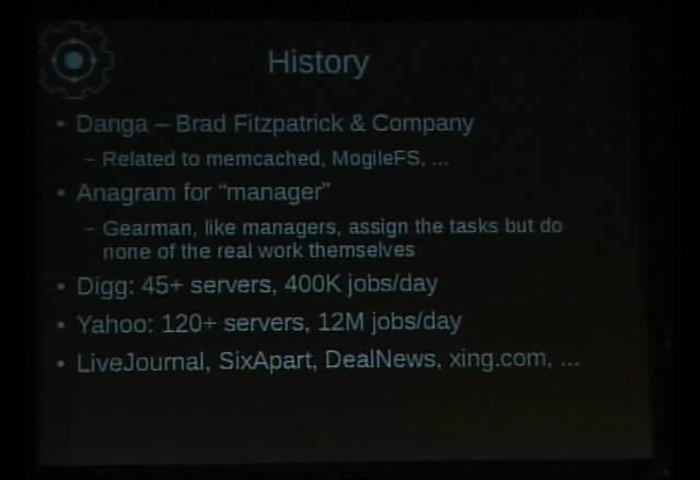 History
• Danga – Brad Fitzpatrick & Company
– Related to memcached, MogileFS, ...
• Anagram for “manager”
– Gearman, like managers, assign the tasks but do
none of the real work themselves
• Digg: 45+ servers, 400K jobs/day
• Yahoo: 120+ servers, 12M jobs/day
• LiveJournal, SixApart, DealNews, xing.com, ...